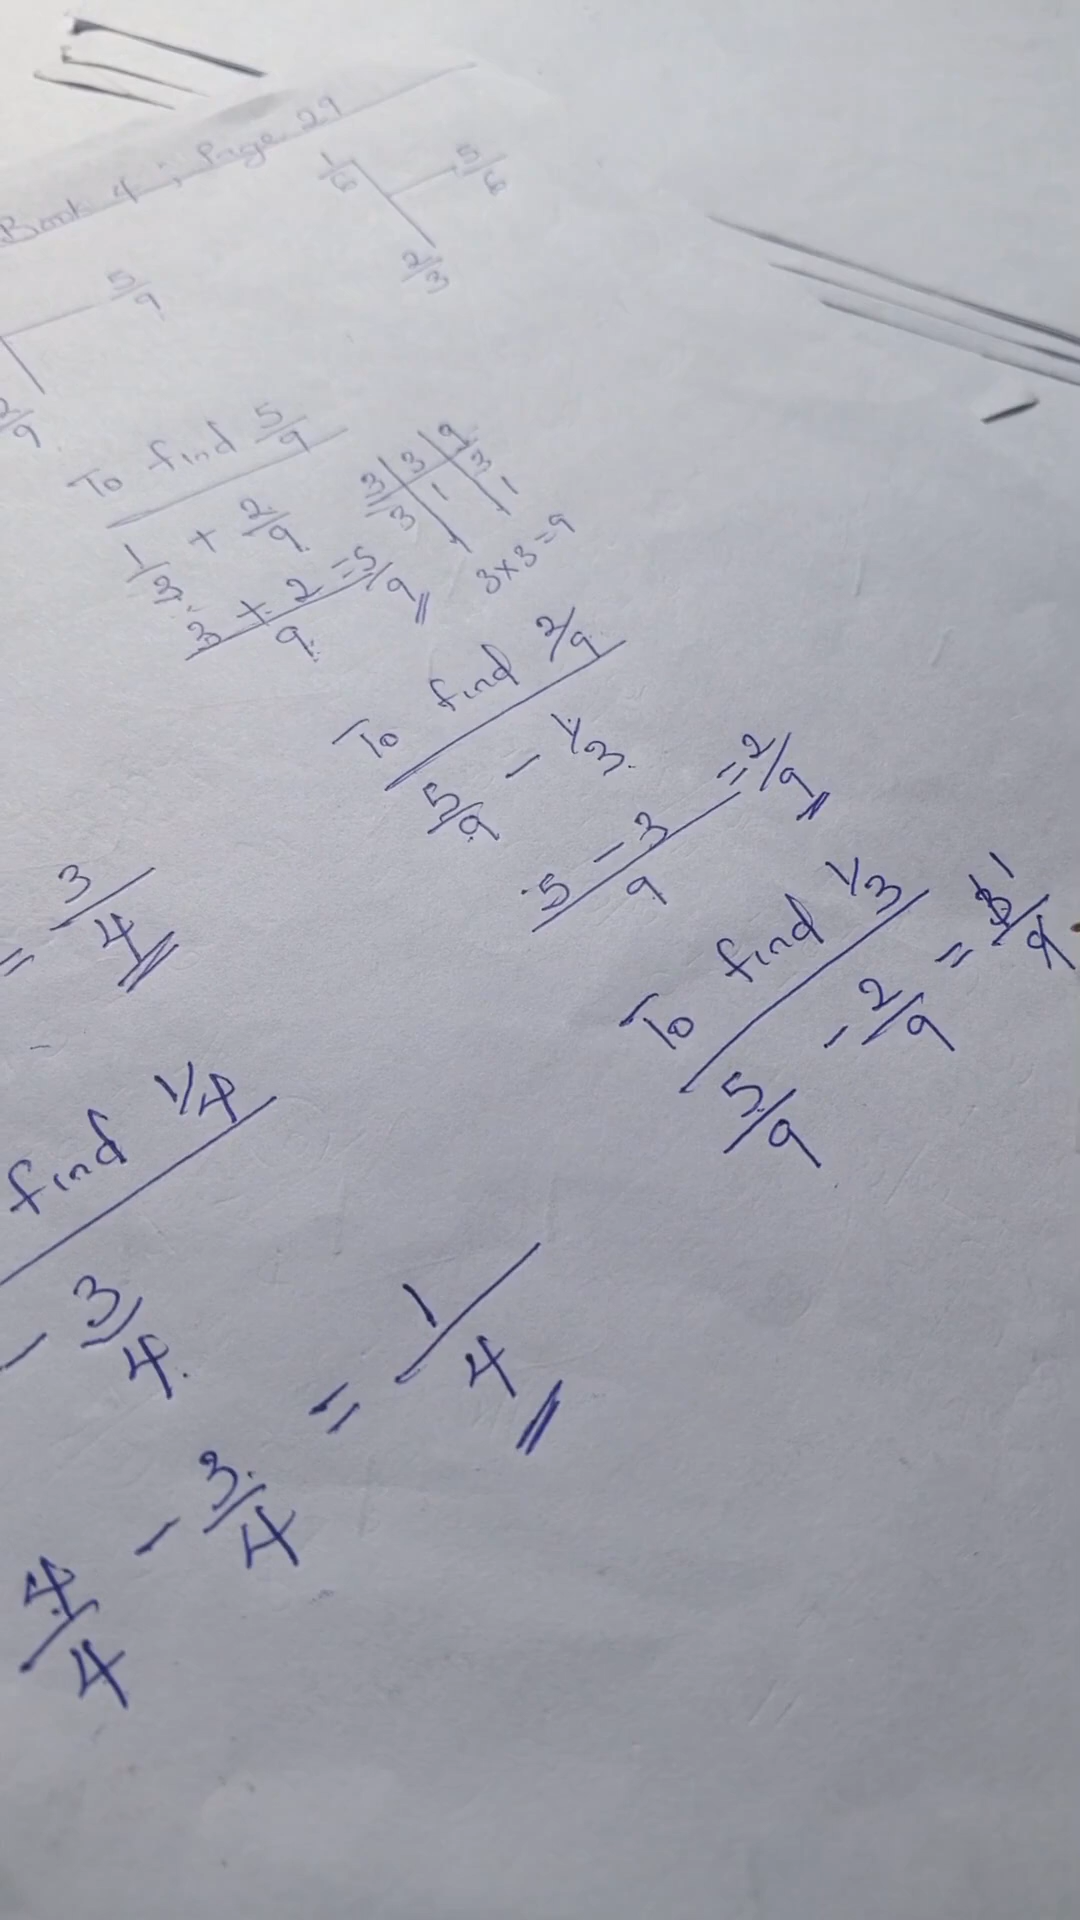 Book 4 ; Page 29
1/6 5/6
2/3
5/9
2/9
To find 5/9
1/3 + 2/9
3 + 2 = 5/9
9
3 3 9
3 1 3
1
3 x 3 = 9
To find 2/9
5/9 - 1/3
5 - 3 = 2/9
9
To find 1/3
5/9 - 2/9 = 3/9
1
= 3/4
find 1/4
- 3/4
4/4 - 3/4 = 1/4